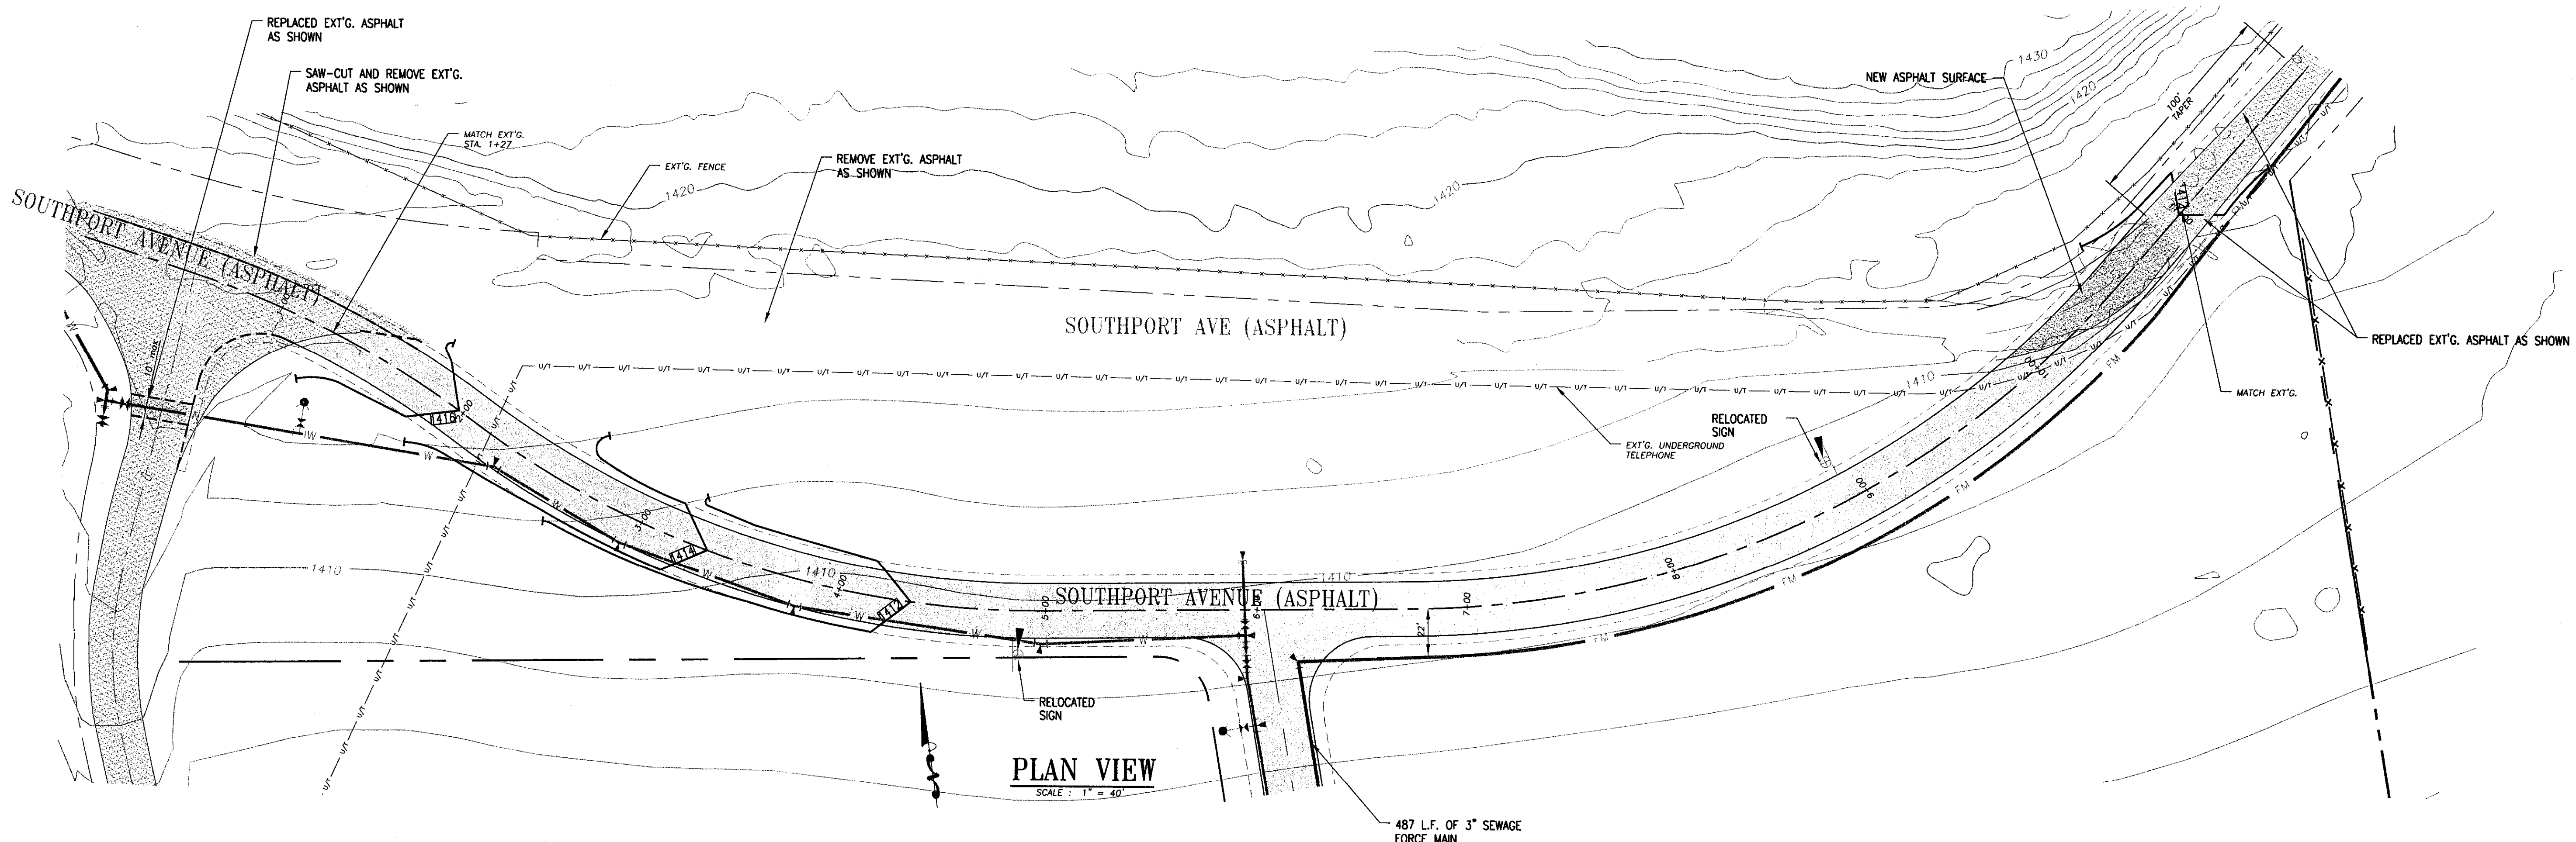 REPLACED EXT'G. ASPHALT
AS SHOWN
SAW-CUT AND REMOVE EXT'G.
ASPHALT AS SHOWN
MATCH EXT'G.
STA. 1+27
EXT'G. FENCE
1420
REMOVE EXT'G. ASPHALT
AS SHOWN
1420
NEW ASPHALT SURFACE
1430
1420
100'
TAPER
SOUTHPORT AVENUE (ASPHALT)
SOUTHPORT AVE (ASPHALT)
REPLACED EXT'G. ASPHALT AS SHOWN
MATCH EXT'G.
1410
RELOCATED
SIGN
EXT'G. UNDERGROUND
TELEPHONE
10' max
W
W
W
W
1416
2+00
3+00
1414
1410
W
W
1410
4+00
1412
W
W
W
5+00
6+00
1410
SOUTHPORT AVENUE (ASPHALT)
22'
7+00
8+00
9+00
10+00
FM
FM
FM
FM
U/T
RELOCATED
SIGN
PLAN VIEW
SCALE : 1" = 40'
487 L.F. OF 3" SEWAGE
FORCE MAIN